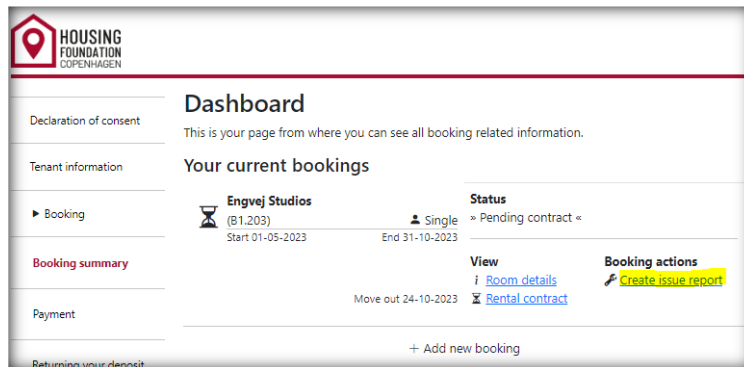 HOUSING
FOUNDATION
COPENHAGEN
Declaration of consent
Tenant information
► Booking
Booking summary
Payment
Returning your deposit
Dashboard
This is your page from where you can see all booking related information.
Your current bookings
Engvej Studios
(B1.203) Single
Start 01-05-2023 End 31-10-2023
Move out 24-10-2023
Status
» Pending contract «
View
i Room details
Rental contract
Booking actions
Create issue report
+ Add new booking